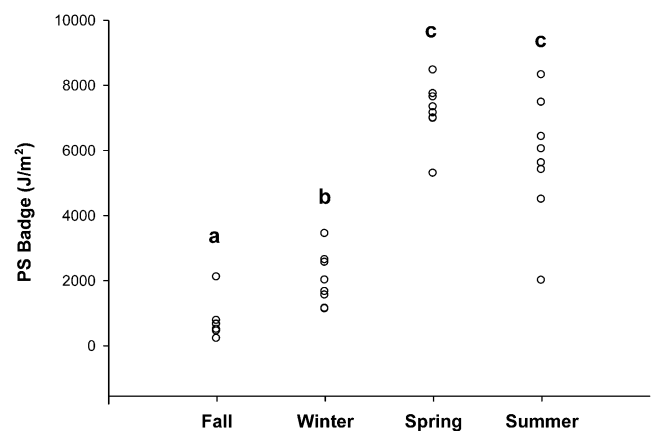 10000
8000
6000
4000
2000
0
PS Badge (J/m²)
a
b
c
c
Fall Winter Spring Summer